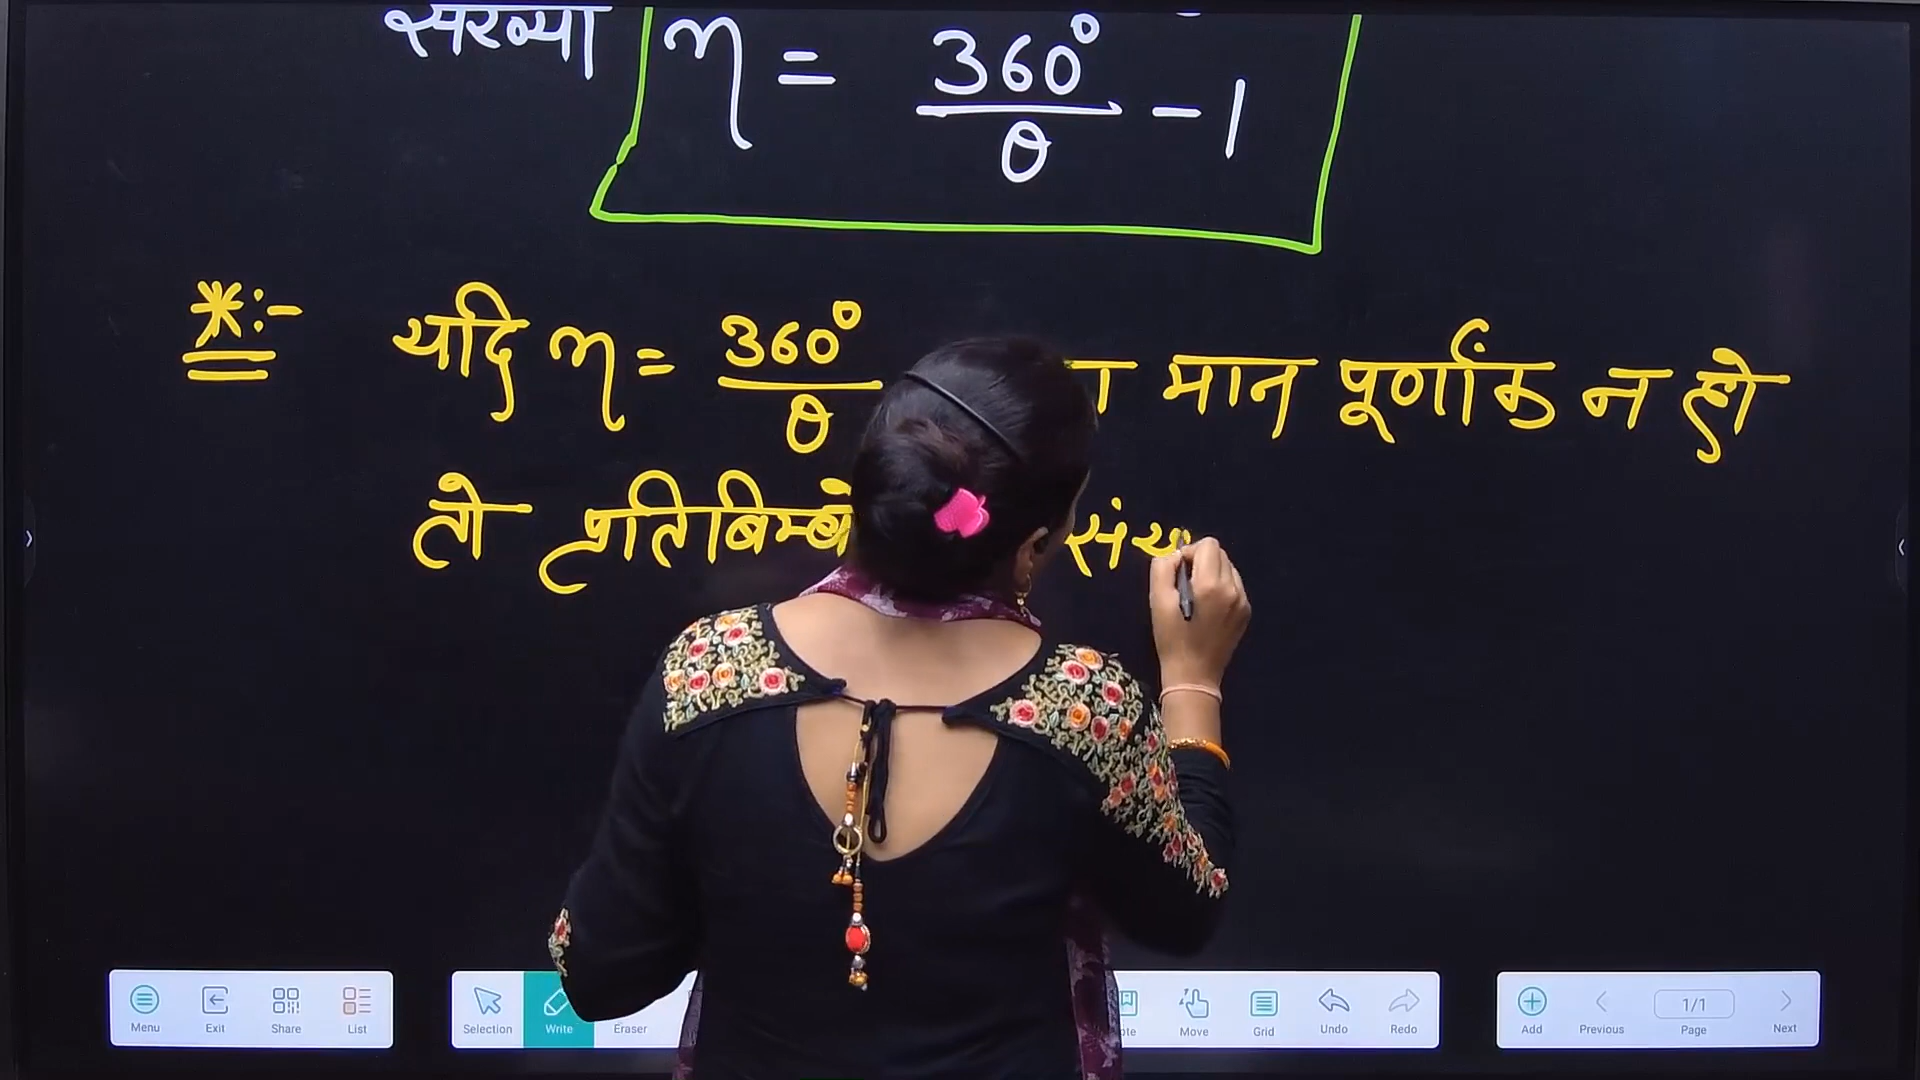 संख्या n = 360° / θ - 1
*:- यदि n = 360° / θ मान पूर्णांक न हो
तो प्रतिबिम्बो संख
Menu Exit Share List Selection Write Eraser Move Grid Undo Redo Add Previous 1/1 Page Next